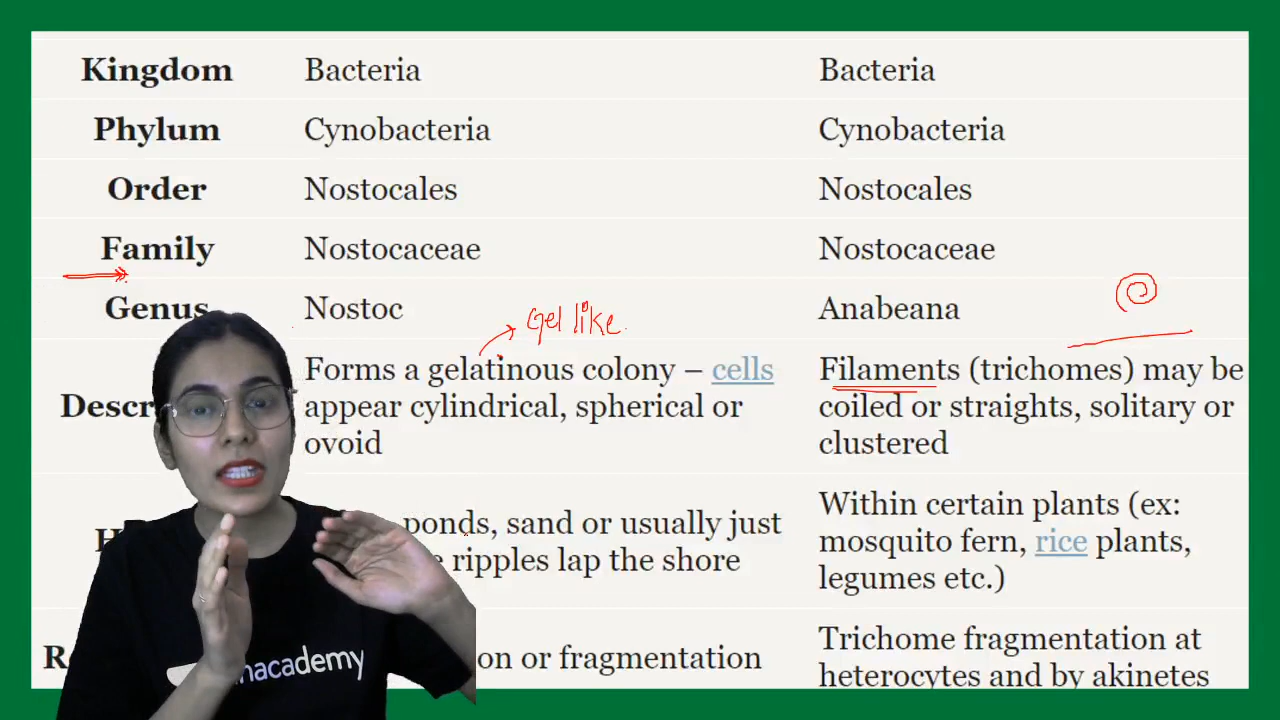 Kingdom Bacteria Bacteria
Phylum Cynobacteria Cynobacteria
Order Nostocales Nostocales
Family Nostocaceae Nostocaceae
Genus Nostoc Anabeana
gel like
Forms a gelatinous colony – cells Filaments (trichomes) may be
appear cylindrical, spherical or coiled or straights, solitary or
ovoid clustered
ponds, sand or usually just Within certain plants (ex:
ripples lap the shore mosquito fern, rice plants,
legumes etc.)
or fragmentation Trichome fragmentation at
heterocytes and by akinetes